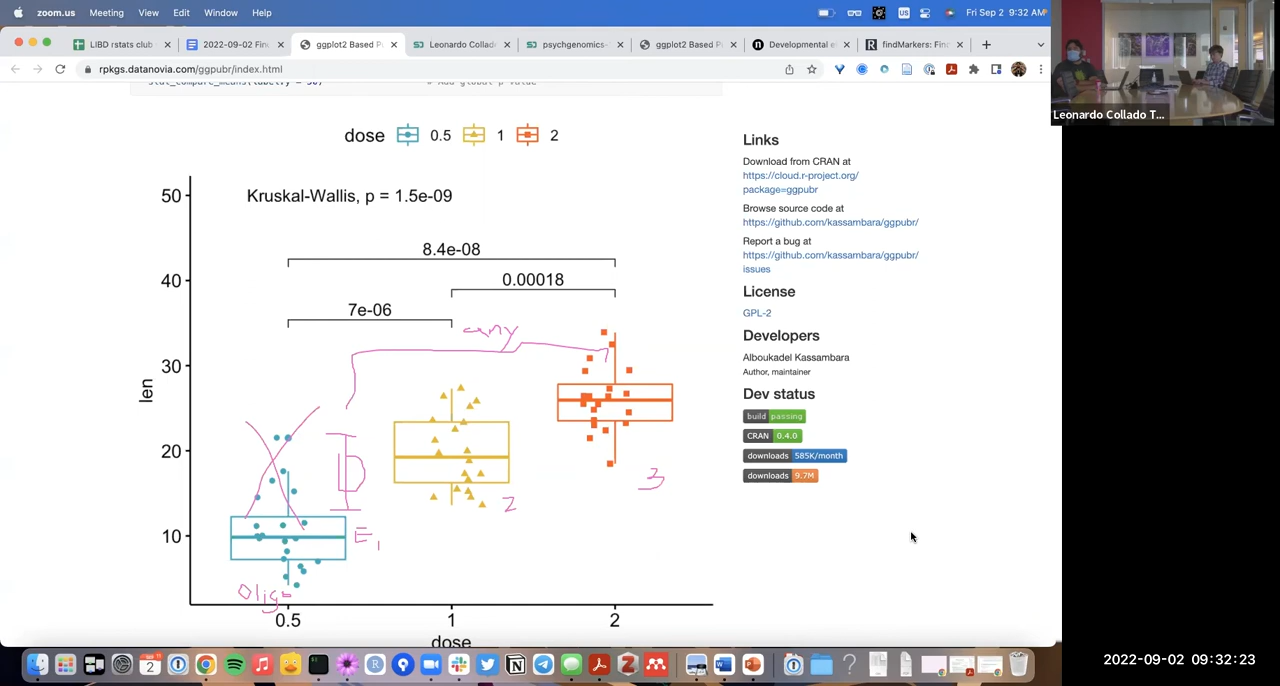 zoom.us Meeting View Edit Window Help
US
Fri Sep 2 9:32 AM
LIBD rstats club
2022-09-02 Fin
ggplot2 Based P
Leonardo Collad
psychgenomics-
ggplot2 Based P
Developmental e
findMarkers: Fin
rpkgs.datanovia.com/ggpubr/index.html
Leonardo Collado T...
dose 0.5 1 2
Kruskal-Wallis, p = 1.5e-09
8.4e-08
0.00018
7e-06
any
len
50
40
30
20
10
D
E1
2
3
Oligo
0.5 1 2
dose
Links
Download from CRAN at
https://cloud.r-project.org/
package=ggpubr
Browse source code at
https://github.com/kassambara/ggpubr/
Report a bug at
https://github.com/kassambara/ggpubr/
issues
License
GPL-2
Developers
Alboukadel Kassambara
Author, maintainer
Dev status
build passing
CRAN 0.4.0
downloads 585K/month
downloads 9.7M
2022-09-02 09:32:23